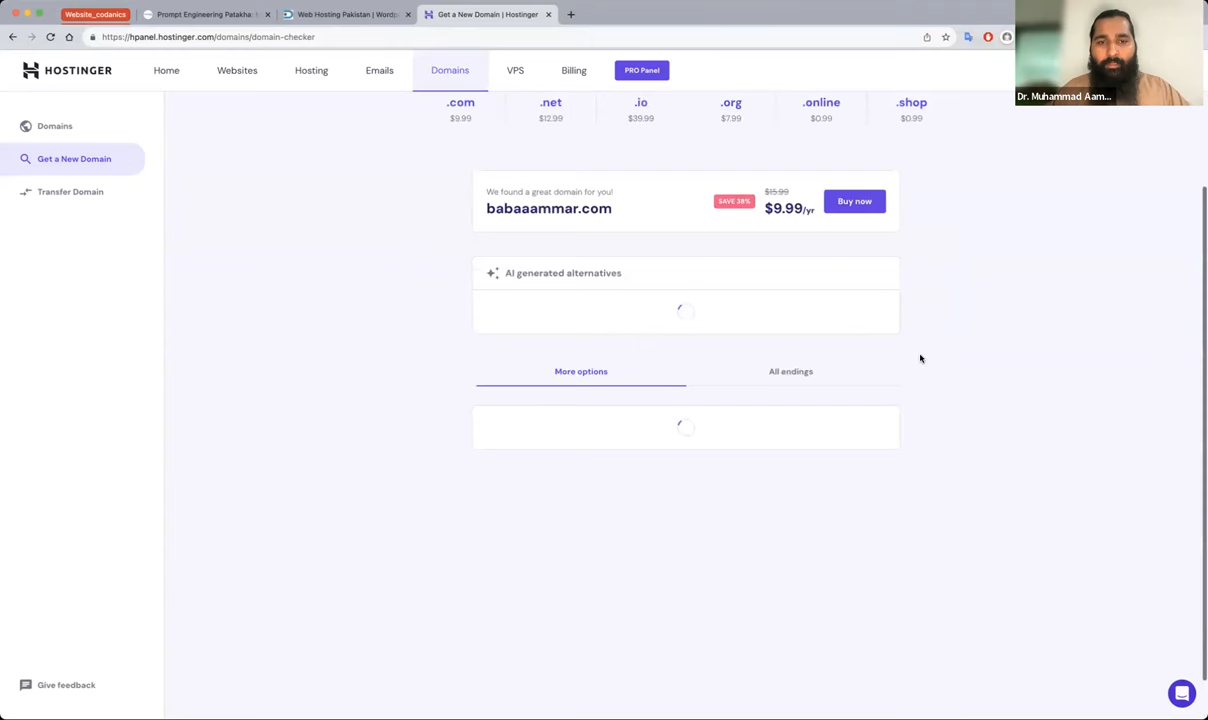 Website_codanics
Prompt Engineering Patakha:
Web Hosting Pakistan | Wordp
Get a New Domain | Hostinger
https://hpanel.hostinger.com/domains/domain-checker
HOSTINGER
Home
Websites
Hosting
Emails
Domains
VPS
Billing
PRO Panel
Dr. Muhammad Aam...
Domains
Get a New Domain
Transfer Domain
.com
.net
.io
.org
.online
.shop
$9.99
$12.99
$39.99
$7.99
$0.99
$0.99
We found a great domain for you!
babaaammar.com
SAVE 38%
$15.99
$9.99/yr
Buy now
AI generated alternatives
More options
All endings
Give feedback